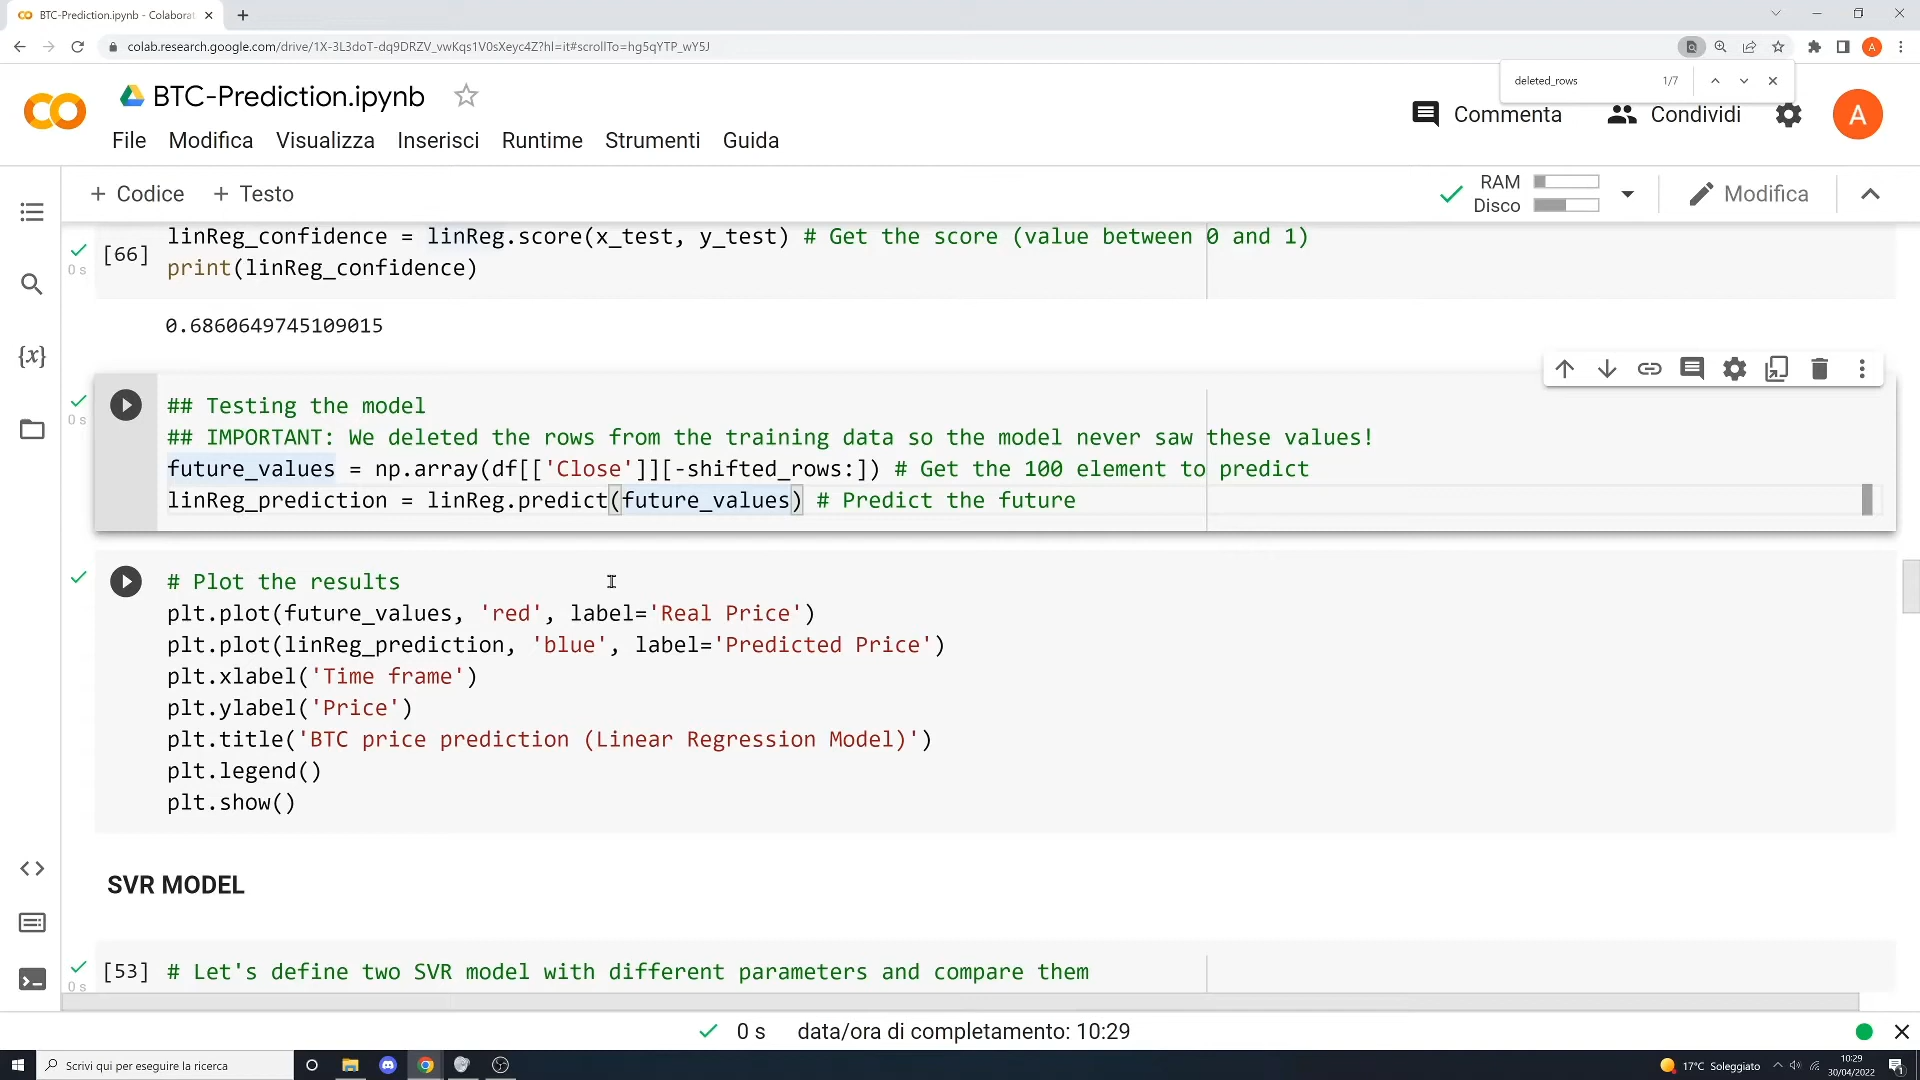 BTC-Prediction.ipynb - Colaborat
colab.research.google.com/drive/1X-3L3doT-dq9DRZV_vwKqs1V0sXeyc4Z?hl=it#scrollTo=hg5qYTP_wY5J
A
deleted_rows 1/7
BTC-Prediction.ipynb
File Modifica Visualizza Inserisci Runtime Strumenti Guida
Commenta Condividi A
+ Codice + Testo
RAM
Disco
Modifica
0 s
[66]
linReg_confidence = linReg.score(x_test, y_test) # Get the score (value between 0 and 1)
print(linReg_confidence)
0.6860649745109015
{x}
0 s
## Testing the model
## IMPORTANT: We deleted the rows from the training data so the model never saw these values!
future_values = np.array(df[['Close']][-shifted_rows:]) # Get the 100 element to predict
linReg_prediction = linReg.predict(future_values) # Predict the future
# Plot the results
plt.plot(future_values, 'red', label='Real Price')
plt.plot(linReg_prediction, 'blue', label='Predicted Price')
plt.xlabel('Time frame')
plt.ylabel('Price')
plt.title('BTC price prediction (Linear Regression Model)')
plt.legend()
plt.show()
SVR MODEL
0 s
[53] # Let's define two SVR model with different parameters and compare them
0 s data/ora di completamento: 10:29
Scrivi qui per eseguire la ricerca
17°C Soleggiato
10:29
30/04/2022
1